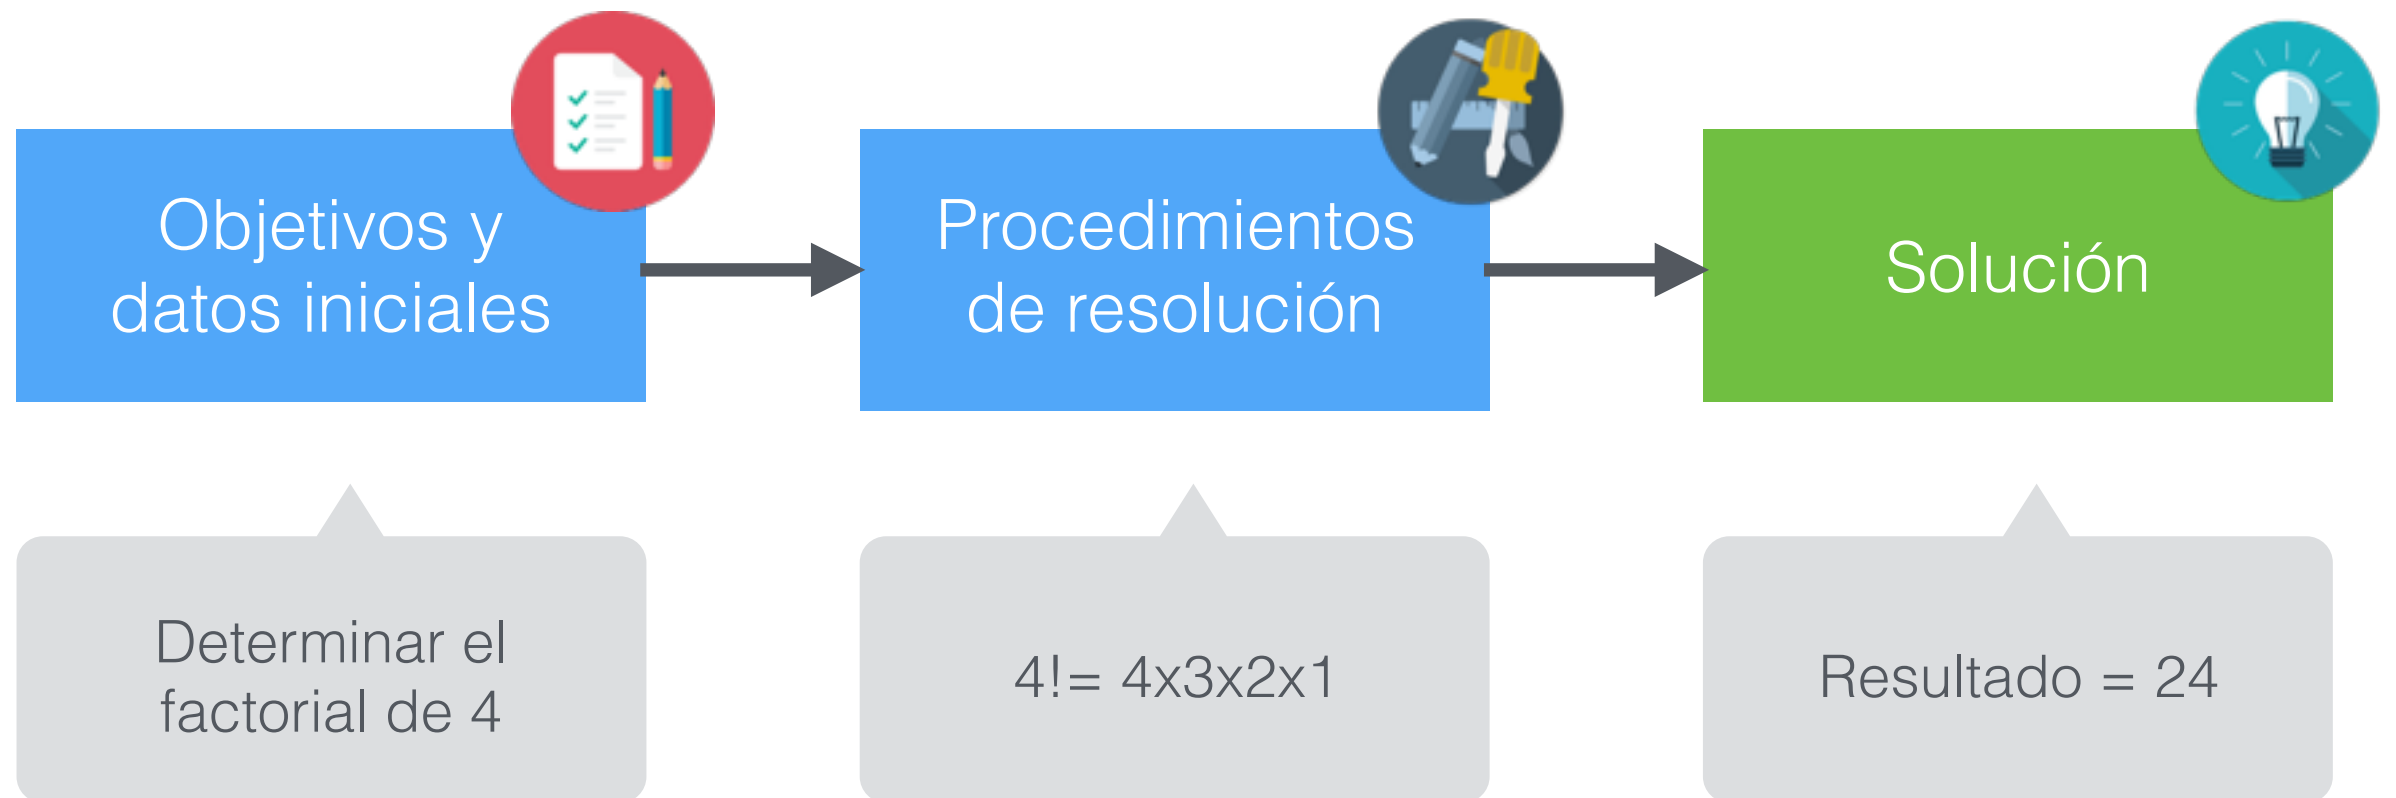 Objetivos y
datos iniciales
Procedimientos
de resolución
Solución
Determinar el
factorial de 4
4!= 4x3x2x1
Resultado = 24